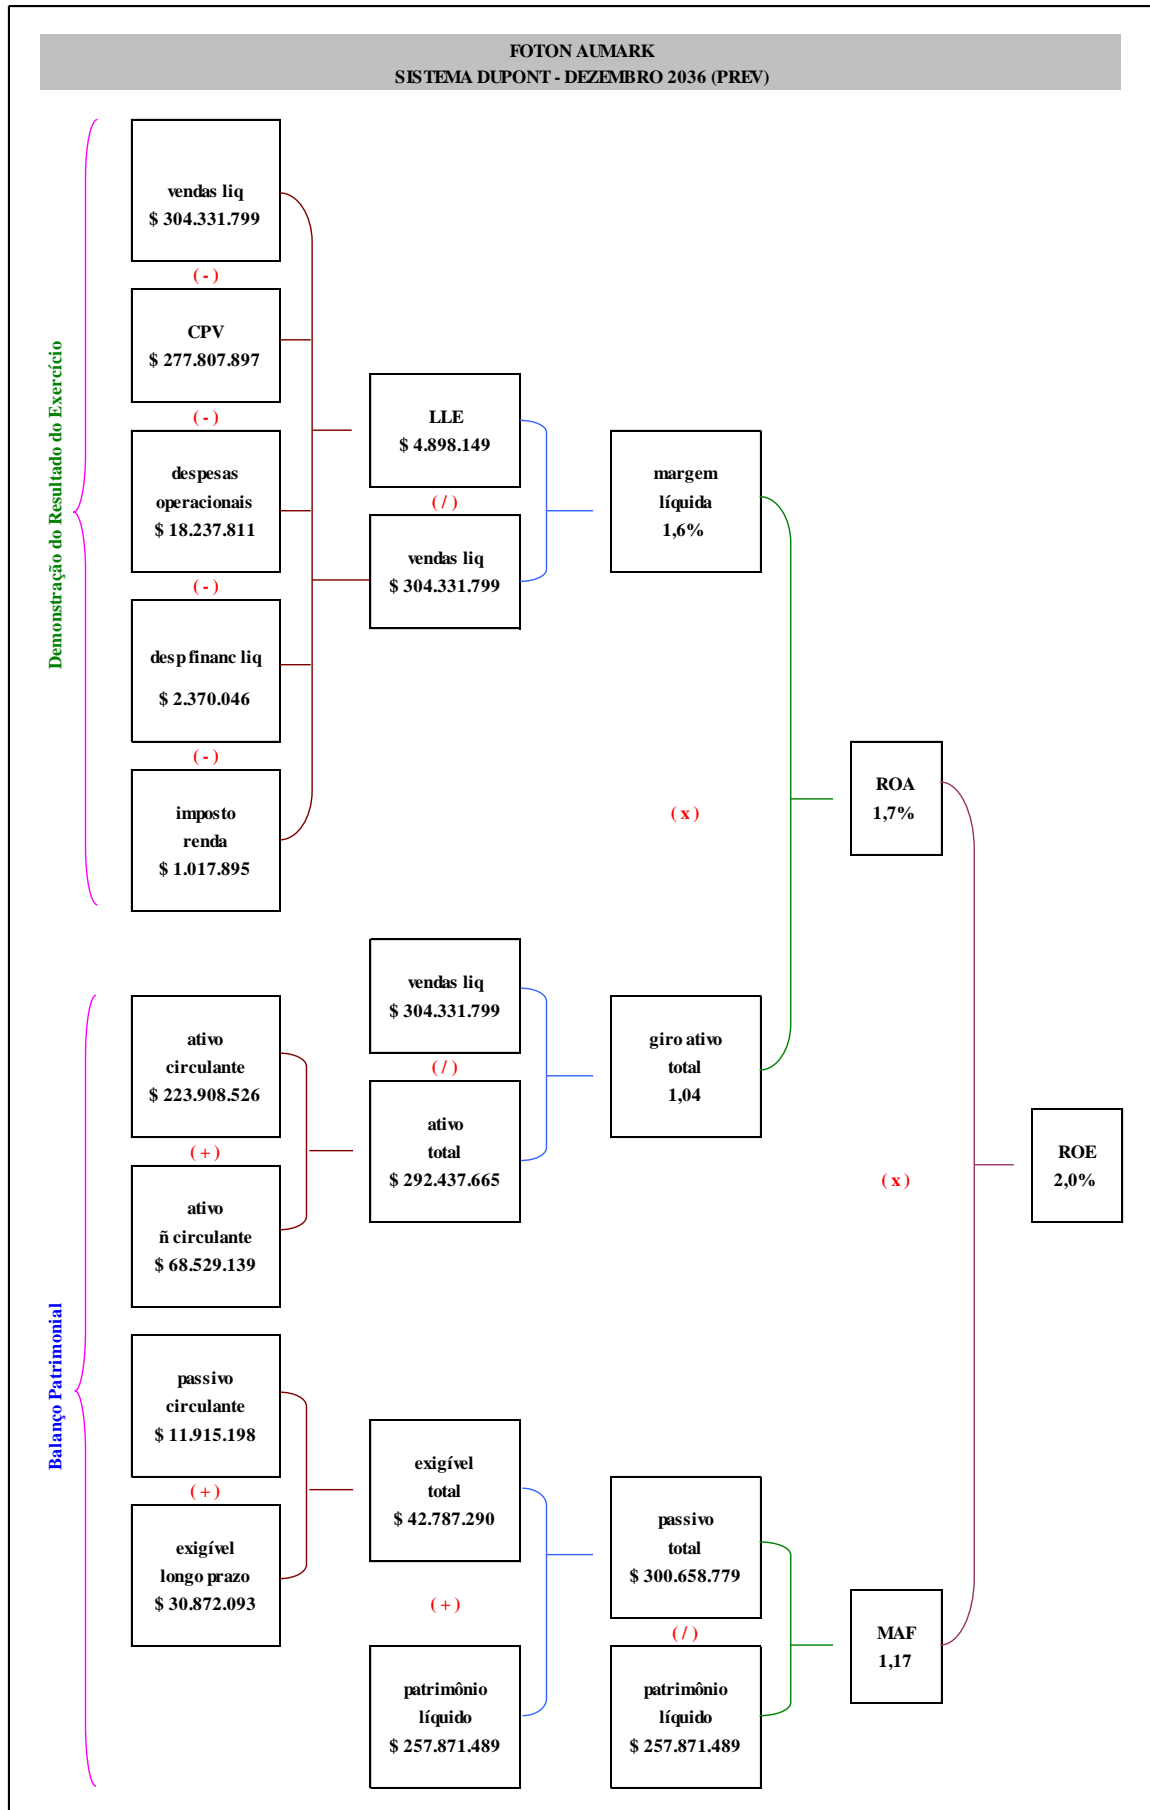 FOTON AUMARK
SISTEMA DUPONT - DEZEMBRO 2036 (PREV)
Demonstração do Resultado do Exercício
vendas liq
$ 304.331.799
( - )
CPV
$ 277.807.897
( - )
despesas
operacionais
$ 18.237.811
( - )
desp financ liq
$ 2.370.046
( - )
imposto
renda
$ 1.017.895
LLE
$ 4.898.149
( / )
vendas liq
$ 304.331.799
margem
líquida
1,6%
( x )
ROA
1,7%
Balanço Patrimonial
ativo
circulante
$ 223.908.526
( + )
ativo
ñ circulante
$ 68.529.139
vendas liq
$ 304.331.799
( / )
ativo
total
$ 292.437.665
giro ativo
total
1,04
( x )
ROE
2,0%
passivo
circulante
$ 11.915.198
( + )
exigível
longo prazo
$ 30.872.093
exigível
total
$ 42.787.290
( + )
patrimônio
líquido
$ 257.871.489
passivo
total
$ 300.658.779
( / )
patrimônio
líquido
$ 257.871.489
MAF
1,17